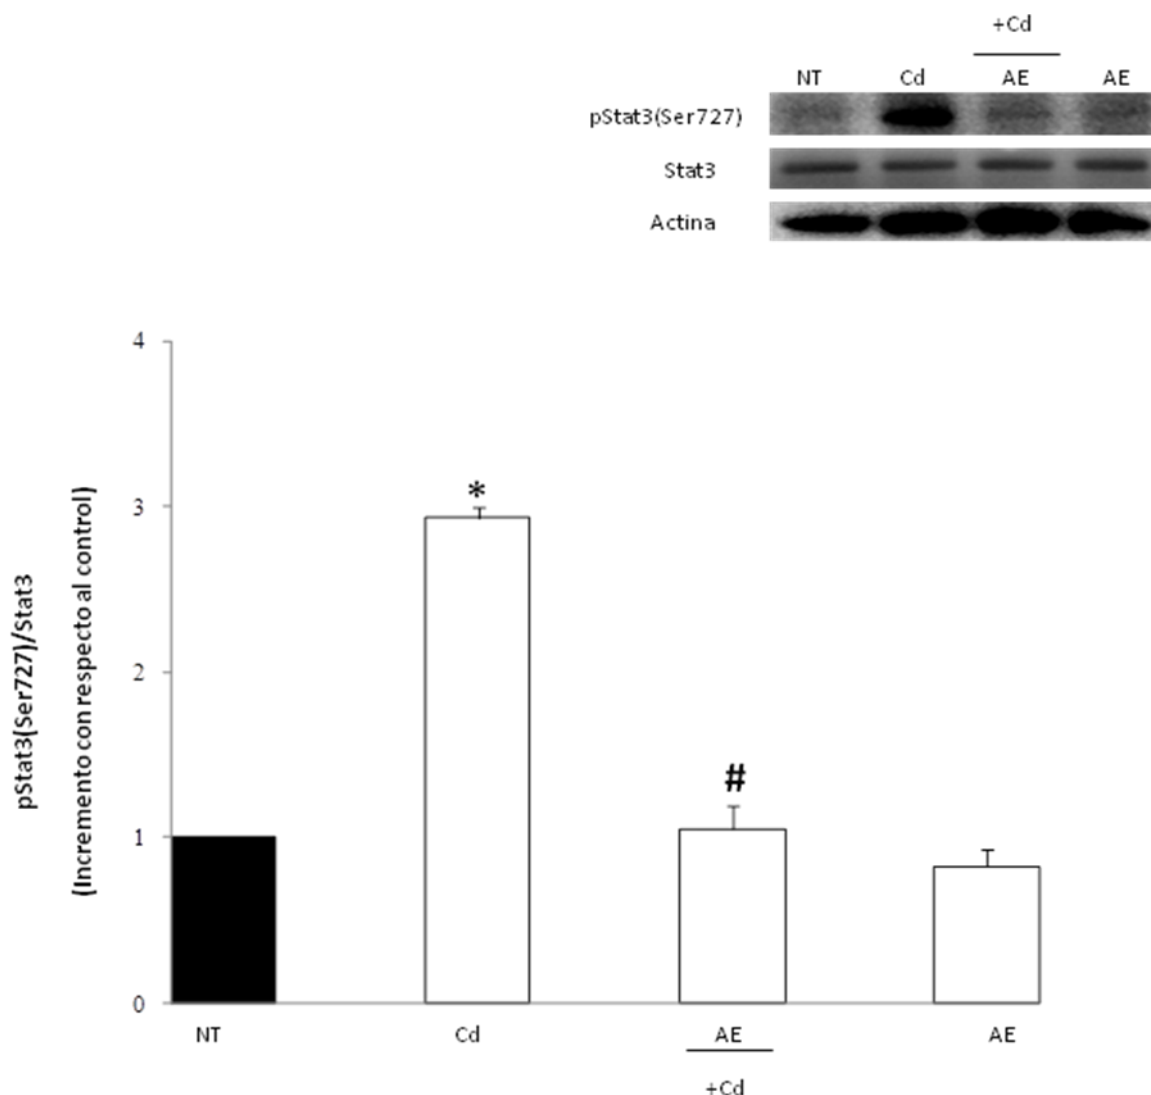 +Cd
NT Cd AE AE
pStat3(Ser727)
Stat3
Actina
4
3
2
1
0
pStat3(Ser727)/Stat3
(Incremento con respecto al control)
*
#
NT Cd AE AE
+Cd